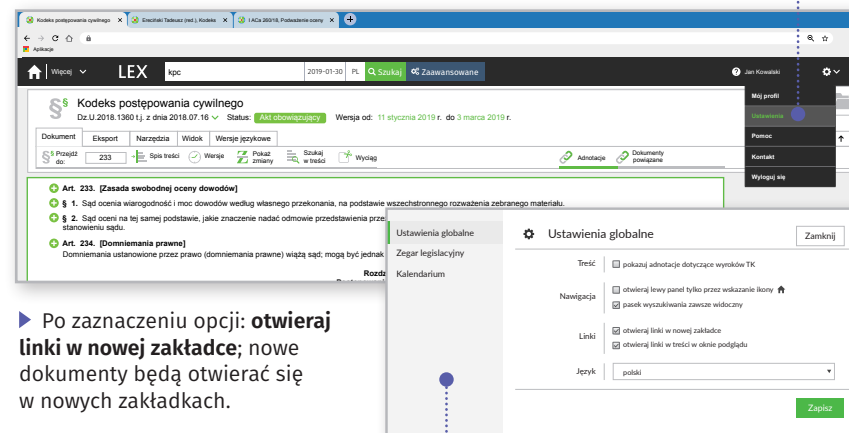 Kodeks postępowania cywilnego × Ereciński Tadeusz (red.), Kodeks × I ACa 260/18, Podważenie oceny ×
Aplikacje
Więcej LEX kpc 2019-01-30 PL Szukaj Zaawansowane ? Jan Kowalski
§§ Kodeks postępowania cywilnego
Dz.U.2018.1360 t.j. z dnia 2018.07.16 Status: Akt obowiązujący Wersja od: 11 stycznia 2019 r. do 3 marca 2019 r.
Mój profil
Ustawienia
Pomoc
Kontakt
Wyloguj się
Dokument Eksport Narzędzia Widok Wersje językowe
§§ Przejdź do: 233 Spis treści Wersje Pokaż zmiany Szukaj w treści Wyciąg Adnotacje Dokumenty powiązane
Art. 233. [Zasada swobodnej oceny dowodów]
§ 1. Sąd ocenia wiarogodność i moc dowodów według własnego przekonania, na podstawie wszechstronnego rozważenia zebranego materiału.
§ 2. Sąd oceni na tej samej podstawie, jakie znaczenie nadać odmowie przedstawienia prze
stanowieniu sądu.
Art. 234. [Domniemania prawne]
Domniemania ustanowione przez prawo (domniemania prawne) wiążą sąd; mogą być jednak
Rozdz
Ustawienia globalne
Zegar legislacyjny
Kalendarium
Ustawienia globalne Zamknij
Treść pokazuj adnotacje dotyczące wyroków TK
Nawigacja otwieraj lewy panel tylko przez wskazanie ikony
pasek wyszukiwania zawsze widoczny
Linki otwieraj linki w nowej zakładce
otwieraj linki w treści w oknie podglądu
Język polski
Zapisz
Po zaznaczeniu opcji: otwieraj
linki w nowej zakładce; nowe
dokumenty będą otwierać się
w nowych zakładkach.